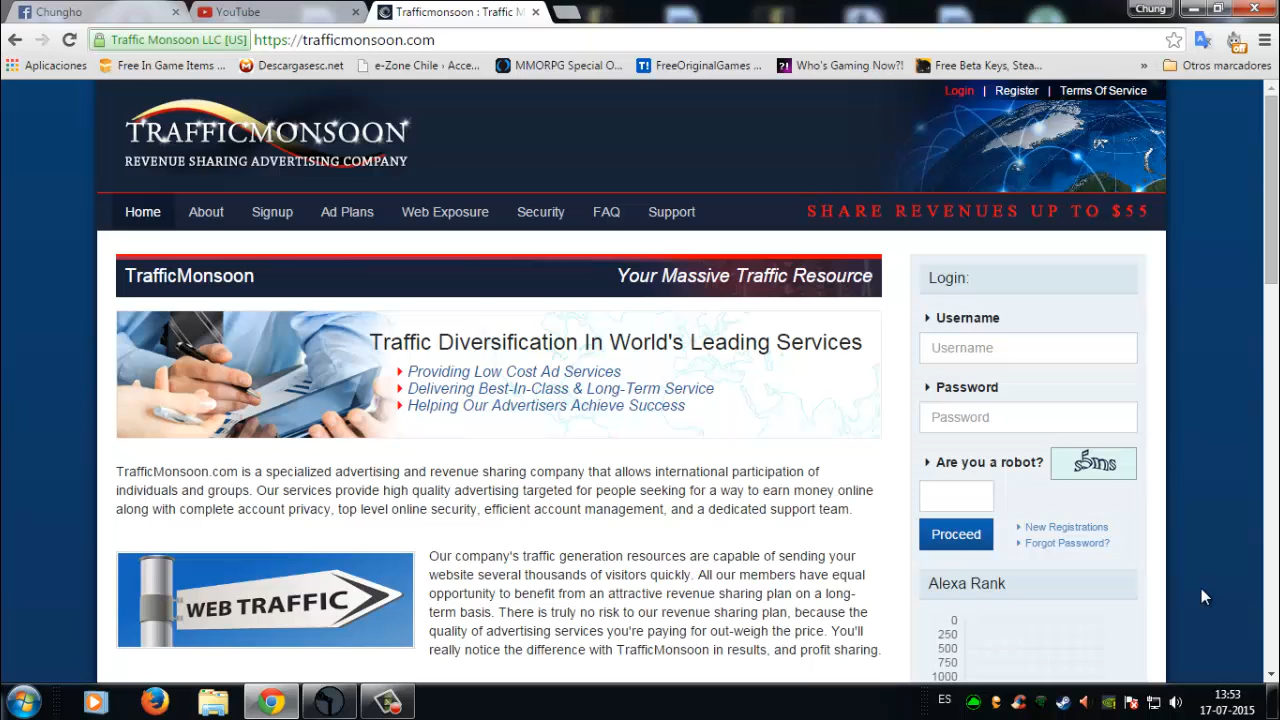 Chungho
YouTube
Trafficmonsoon : Traffic M
Chung
Traffic Monsoon LLC [US]
https://trafficmonsoon.com
off
Aplicaciones
Free In Game Items ...
Descargasesc.net
e-Zone Chile › Acce...
MMORPG Special O...
FreeOriginalGames ...
Who's Gaming Now?!
Free Beta Keys, Stea...
»
Otros marcadores
Login | Register | Terms Of Service
TRAFFICMONSOON
REVENUE SHARING ADVERTISING COMPANY
Home About Signup Ad Plans Web Exposure Security FAQ Support
SHARE REVENUES UP TO $55
TrafficMonsoon
Your Massive Traffic Resource
Traffic Diversification In World's Leading Services
Providing Low Cost Ad Services
Delivering Best-In-Class & Long-Term Service
Helping Our Advertisers Achieve Success
TrafficMonsoon.com is a specialized advertising and revenue sharing company that allows international participation of
individuals and groups. Our services provide high quality advertising targeted for people seeking for a way to earn money online
along with complete account privacy, top level online security, efficient account management, and a dedicated support team.
WEB TRAFFIC
Our company's traffic generation resources are capable of sending your
website several thousands of visitors quickly. All our members have equal
opportunity to benefit from an attractive revenue sharing plan on a long-
term basis. There is truly no risk to our revenue sharing plan, because the
quality of advertising services you're paying for out-weigh the price. You'll
really notice the difference with TrafficMonsoon in results, and profit sharing.
Login:
Username
Username
Password
Password
Are you a robot?
Proceed
New Registrations
Forgot Password?
Alexa Rank
0
250
500
750
1000
ES
13:53
17-07-2015